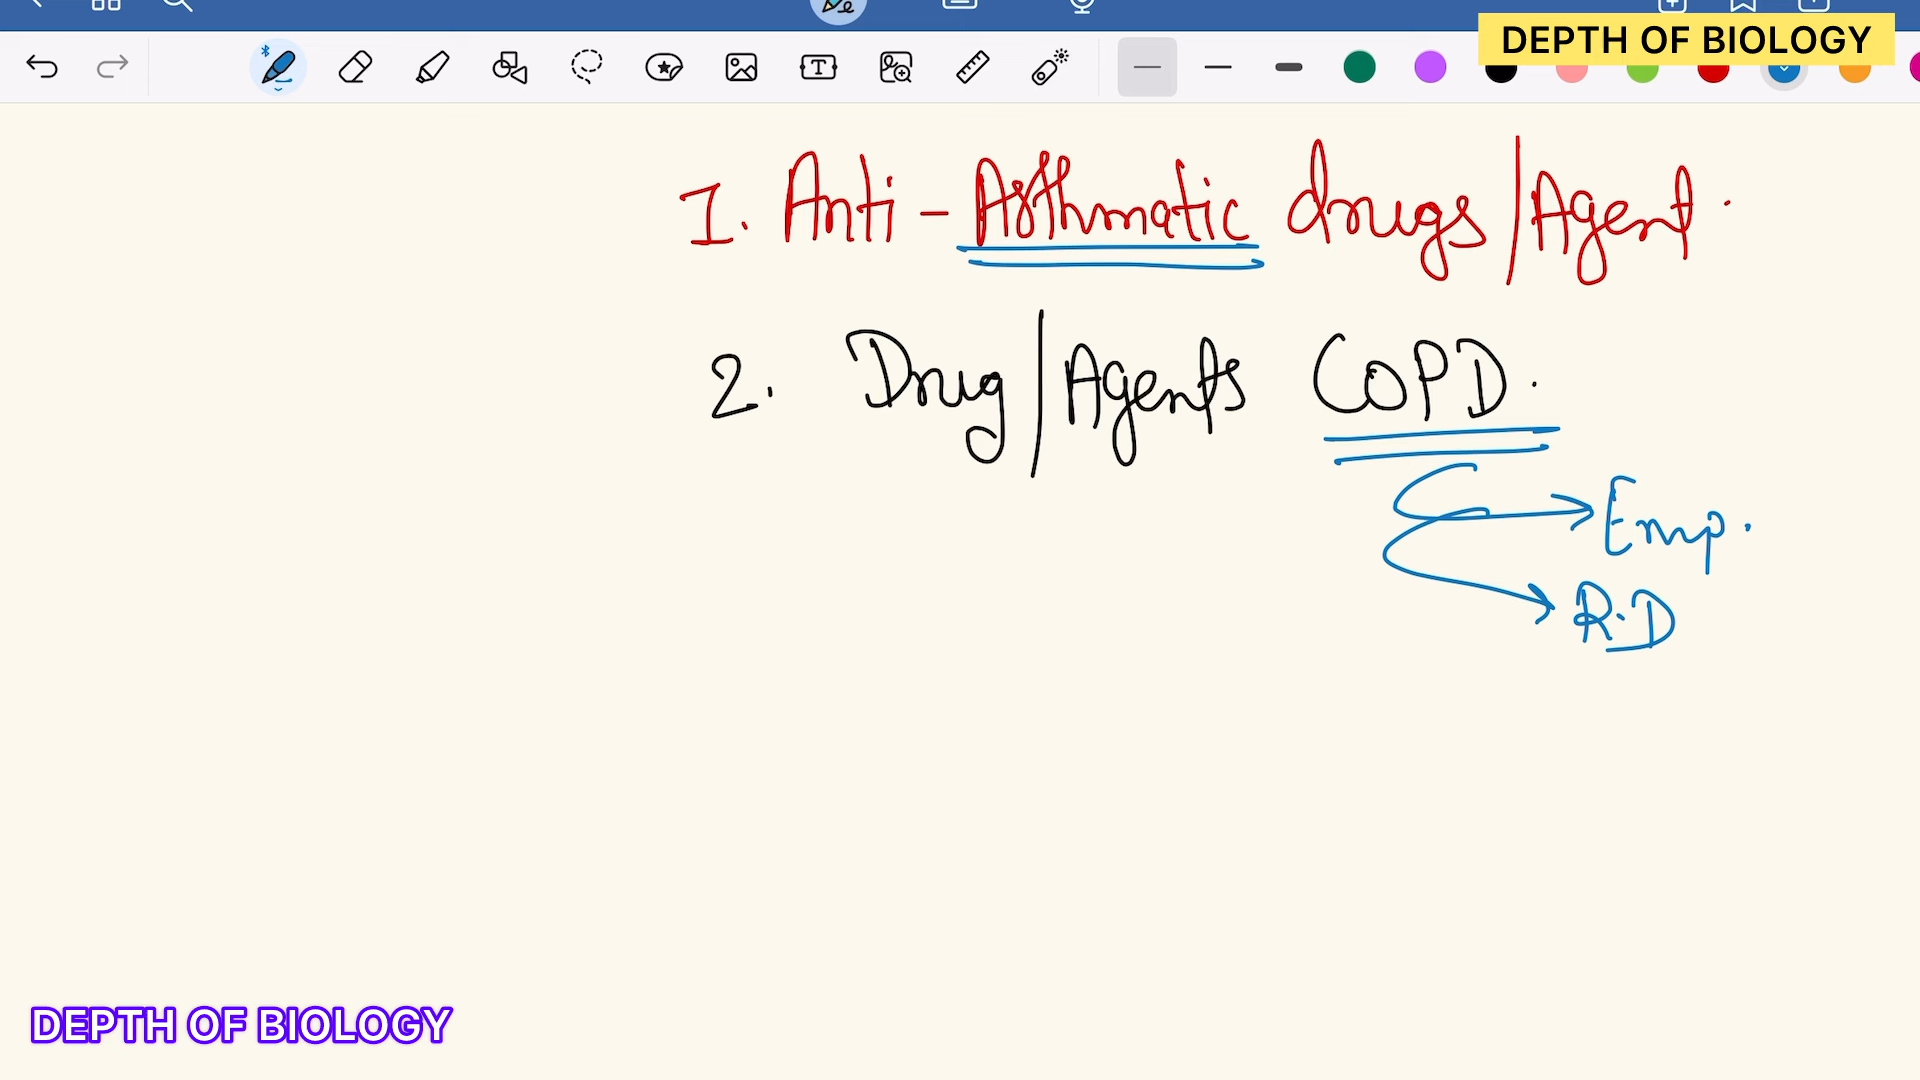 DEPTH OF BIOLOGY
1. Anti-Asthmatic drugs/Agent.
2. Drug/Agents COPD.
Emp.
R.D
DEPTH OF BIOLOGY